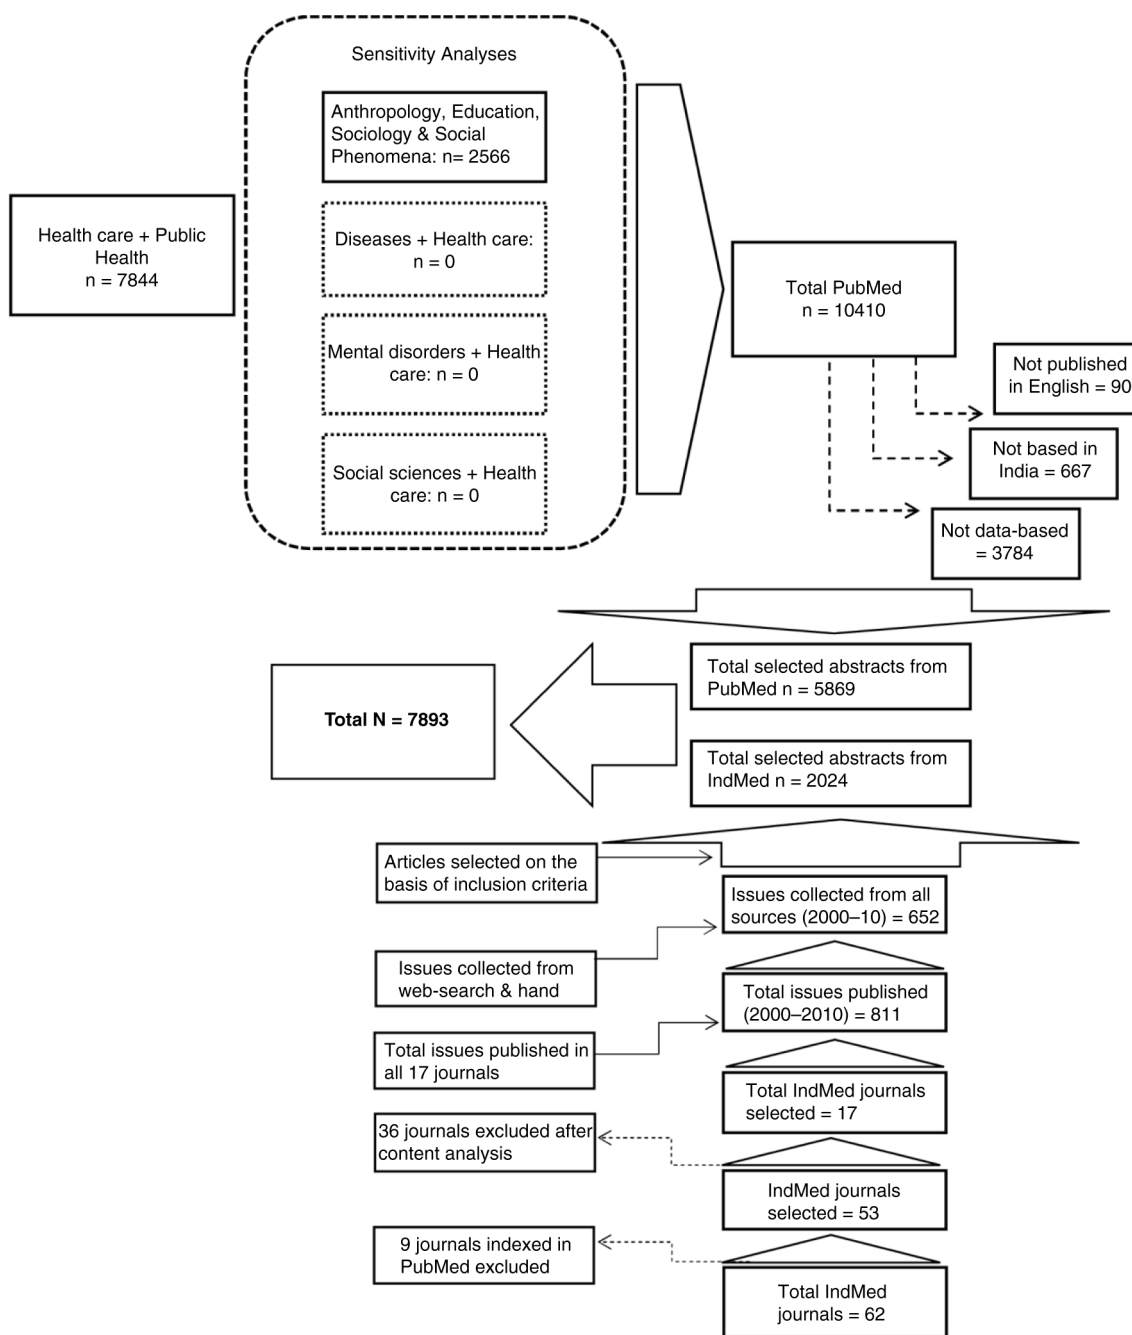 Sensitivity Analyses
Anthropology, Education,
Sociology & Social
Phenomena: n= 2566
Health care + Public
Health
n = 7844
Diseases + Health care:
n = 0
Mental disorders + Health
care: n = 0
Social sciences + Health
care: n = 0
Total PubMed
n = 10410
Not published
in English = 90
Not based in
India = 667
Not data-based
= 3784
Total selected abstracts from
PubMed n = 5869
Total N = 7893
Total selected abstracts from
IndMed n = 2024
Articles selected on the
basis of inclusion criteria
Issues collected from all
sources (2000–10) = 652
Issues collected from
web-search & hand
Total issues published
(2000–2010) = 811
Total issues published in
all 17 journals
Total IndMed journals
selected = 17
36 journals excluded after
content analysis
IndMed journals
selected = 53
9 journals indexed in
PubMed excluded
Total IndMed
journals = 62